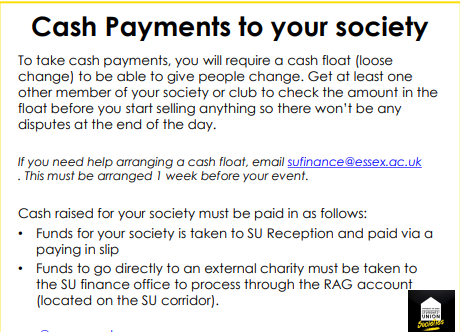 Cash Payments to your society
To take cash payments, you will require a cash float (loose
change) to be able to give people change. Get at least one
other member of your society or club to check the amount in the
float before you start selling anything so there won't be any
disputes at the end of the day.
If you need help arranging a cash float, email sufinance@essex.ac.uk
. This must be arranged 1 week before your event.
Cash raised for your society must be paid in as follows:
• Funds for your society is taken to SU Reception and paid via a
paying in slip
• Funds to go directly to an external charity must be taken to
the SU finance office to process through the RAG account
(located on the SU corridor).
UNION
Societies